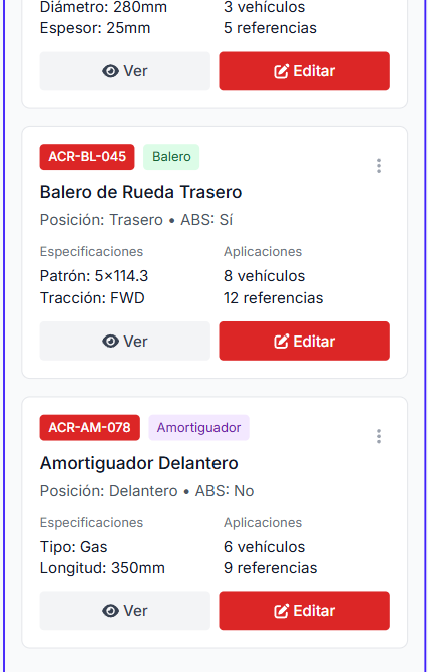 Diámetro: 280mm
3 vehículos
Espesor: 25mm
5 referencias
Ver
Editar
ACR-BL-045
Balero
Balero de Rueda Trasero
Posición: Trasero • ABS: Sí
Especificaciones
Aplicaciones
Patrón: 5×114.3
8 vehículos
Tracción: FWD
12 referencias
Ver
Editar
ACR-AM-078
Amortiguador
Amortiguador Delantero
Posición: Delantero • ABS: No
Especificaciones
Aplicaciones
Tipo: Gas
6 vehículos
Longitud: 350mm
9 referencias
Ver
Editar